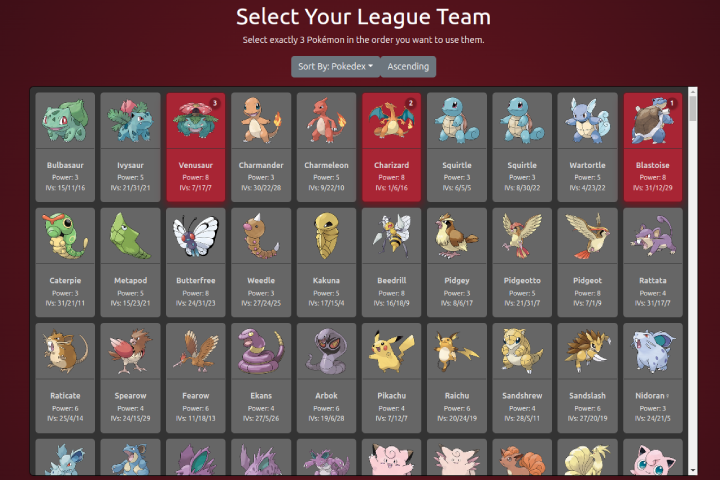 Select Your League Team
Select exactly 3 Pokémon in the order you want to use them.
Sort By: Pokedex Ascending
3 2 1
Bulbasaur Ivysaur Venusaur Charmander Charmeleon Charizard Squirtle Squirtle Wartortle Blastoise
Power: 3 Power: 5 Power: 8 Power: 3 Power: 5 Power: 8 Power: 3 Power: 3 Power: 5 Power: 8
IVs: 15/11/16 IVs: 21/31/21 IVs: 7/17/7 IVs: 30/22/28 IVs: 9/22/10 IVs: 1/6/16 IVs: 6/5/5 IVs: 8/30/22 IVs: 4/23/22 IVs: 31/12/29
Caterpie Metapod Butterfree Weedle Kakuna Beedrill Pidgey Pidgeotto Pidgeot Rattata
Power: 3 Power: 5 Power: 8 Power: 3 Power: 5 Power: 8 Power: 3 Power: 5 Power: 8 Power: 4
IVs: 31/21/11 IVs: 15/23/21 IVs: 24/31/23 IVs: 27/24/25 IVs: 17/15/4 IVs: 16/18/9 IVs: 8/6/17 IVs: 21/31/7 IVs: 7/1/9 IVs: 31/17/7
Raticate Spearow Fearow Ekans Arbok Pikachu Raichu Sandshrew Sandslash Nidoran
Power: 6 Power: 4 Power: 6 Power: 4 Power: 6 Power: 4 Power: 6 Power: 4 Power: 6 Power: 3
IVs: 25/4/14 IVs: 24/15/29 IVs: 11/18/13 IVs: 27/5/26 IVs: 19/6/28 IVs: 7/12/7 IVs: 20/24/19 IVs: 28/5/11 IVs: 27/20/19 IVs: 24/21/5